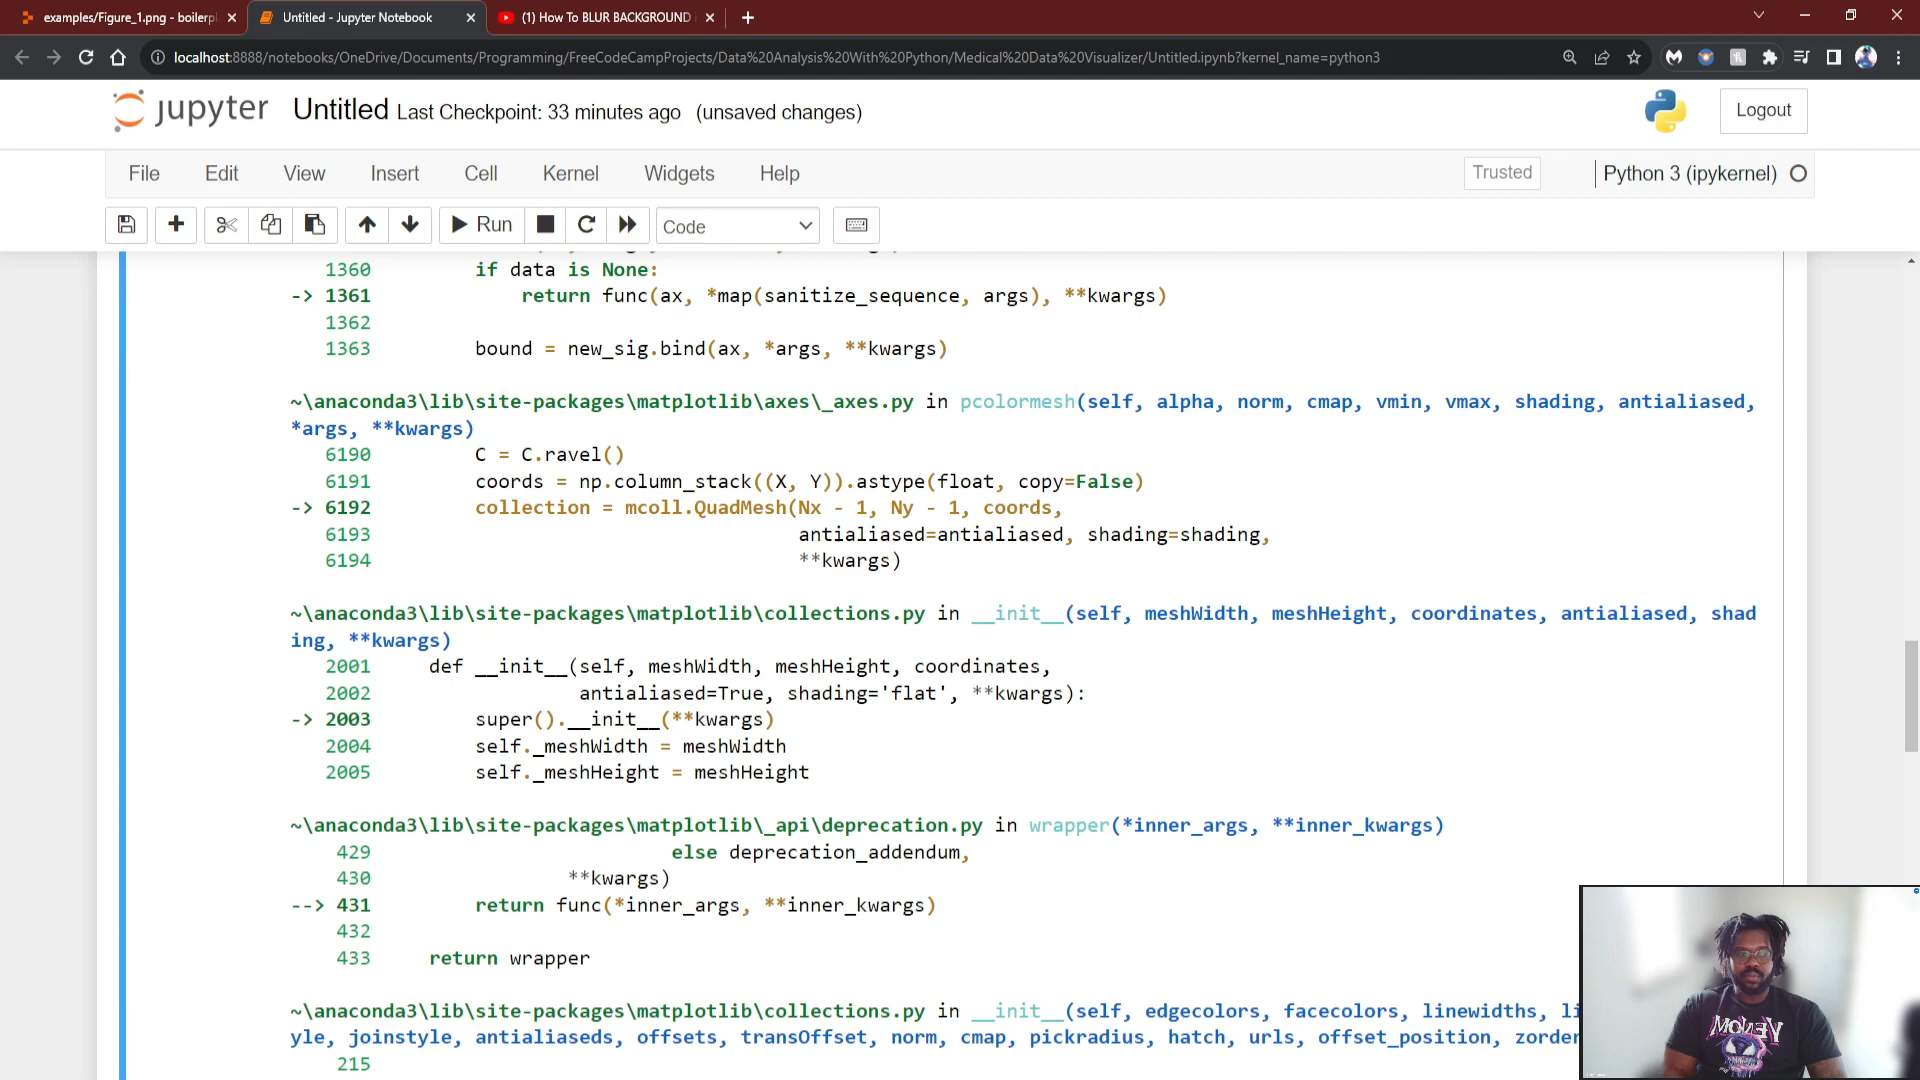 examples/Figure_1.png - boilerpl
Untitled - Jupyter Notebook
(1) How To BLUR BACKGROUND
localhost:8888/notebooks/OneDrive/Documents/Programming/FreeCodeCampProjects/Data%20Analysis%20With%20Python/Medical%20Data%20Visualizer/Untitled.ipynb?kernel_name=python3
jupyter Untitled Last Checkpoint: 33 minutes ago (unsaved changes)
Logout
File Edit View Insert Cell Kernel Widgets Help
Trusted
Python 3 (ipykernel)
Run
Code
1360 if data is None:
-> 1361 return func(ax, *map(sanitize_sequence, args), **kwargs)
1362
1363 bound = new_sig.bind(ax, *args, **kwargs)
~\anaconda3\lib\site-packages\matplotlib\axes\_axes.py in pcolormesh(self, alpha, norm, cmap, vmin, vmax, shading, antialiased,
*args, **kwargs)
6190 C = C.ravel()
6191 coords = np.column_stack((X, Y)).astype(float, copy=False)
-> 6192 collection = mcoll.QuadMesh(Nx - 1, Ny - 1, coords,
6193 antialiased=antialiased, shading=shading,
6194 **kwargs)
~\anaconda3\lib\site-packages\matplotlib\collections.py in __init__(self, meshWidth, meshHeight, coordinates, antialiased, shad
ing, **kwargs)
2001 def __init__(self, meshWidth, meshHeight, coordinates,
2002 antialiased=True, shading='flat', **kwargs):
-> 2003 super().__init__(**kwargs)
2004 self._meshWidth = meshWidth
2005 self._meshHeight = meshHeight
~\anaconda3\lib\site-packages\matplotlib\_api\deprecation.py in wrapper(*inner_args, **inner_kwargs)
429 else deprecation_addendum,
430 **kwargs)
--> 431 return func(*inner_args, **inner_kwargs)
432
433 return wrapper
~\anaconda3\lib\site-packages\matplotlib\collections.py in __init__(self, edgecolors, facecolors, linewidths, li
yle, joinstyle, antialiaseds, offsets, transOffset, norm, cmap, pickradius, hatch, urls, offset_position, zorder
215
VENOM